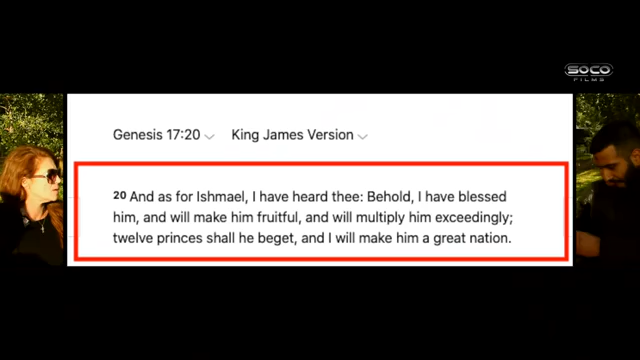 SOCO
FILMS
Genesis 17:20 King James Version
20 And as for Ishmael, I have heard thee: Behold, I have blessed
him, and will make him fruitful, and will multiply him exceedingly;
twelve princes shall he beget, and I will make him a great nation.